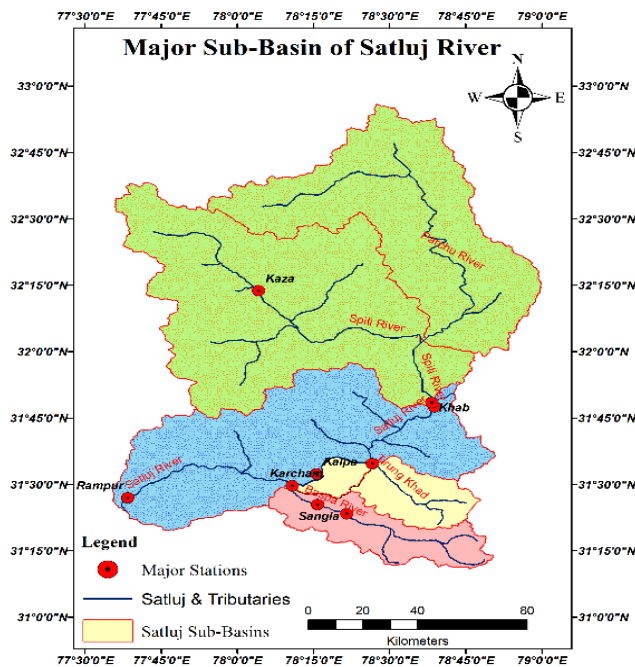 77°30'0"E 77°45'0"E 78°0'0"E 78°15'0"E 78°30'0"E 78°45'0"E 79°0'0"E
Major Sub-Basin of Satluj River
N
W E
S
33°0'0"N 33°0'0"N
32°45'0"N 32°45'0"N
32°30'0"N 32°30'0"N
Parchu River
Kaza
32°15'0"N 32°15'0"N
Spiti River
32°0'0"N 32°0'0"N
Spiti River
31°45'0"N 31°45'0"N
Khab
Satluj River
Kalpa
Tirung Khad
31°30'0"N 31°30'0"N
Karcham
Rampur
Satluj River
Baspa River
Sangla
31°15'0"N 31°15'0"N
Legend
Major Stations
Satluj & Tributaries
Satluj Sub-Basins
31°0'0"N 31°0'0"N
0 20 40 60 80
Kilometers
77°30'0"E 77°45'0"E 78°0'0"E 78°15'0"E 78°30'0"E 78°45'0"E 79°0'0"E